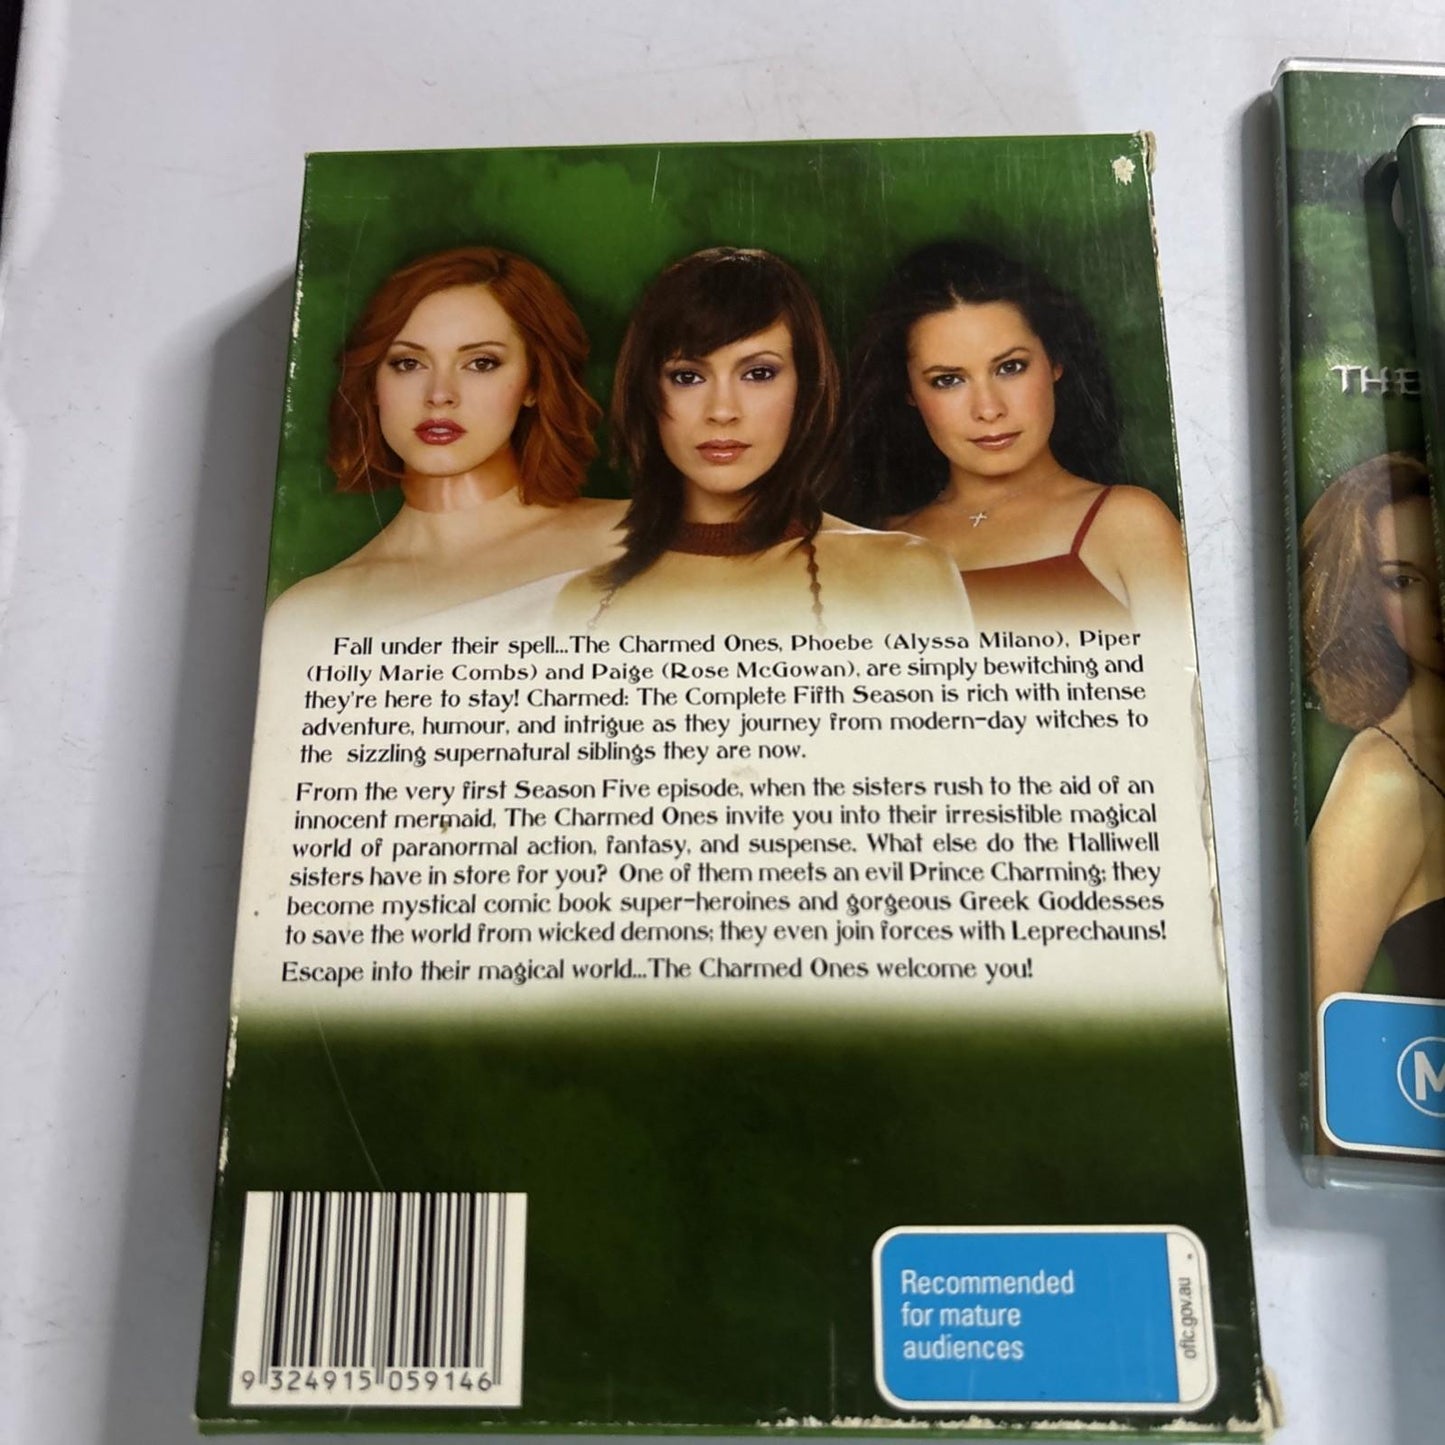 Fall under their spell...The Charmed Ones, Phoebe (Alyssa Milano), Piper
(Holly Marie Combs) and Paige (Rose McGowan), are simply bewitching and
they're here to stay! Charmed: The Complete Fifth Season is rich with intense
adventure, humour, and intrigue as they journey from modern-day witches to
the sizzling supernatural siblings they are now.
From the very first Season Five episode, when the sisters rush to the aid of an
innocent mermaid, The Charmed Ones invite you into their irresistible magical
world of paranormal action, fantasy, and suspense. What else do the Halliwell
sisters have in store for you? One of them meets an evil Prince Charming; they
become mystical comic book super-heroines and gorgeous Greek Goddesses
to save the world from wicked demons; they even join forces with Leprechauns!
Escape into their magical world...The Charmed Ones welcome you!
9 324915 059146
Recommended
for mature
audiences
oflc.gov.au
THE
M